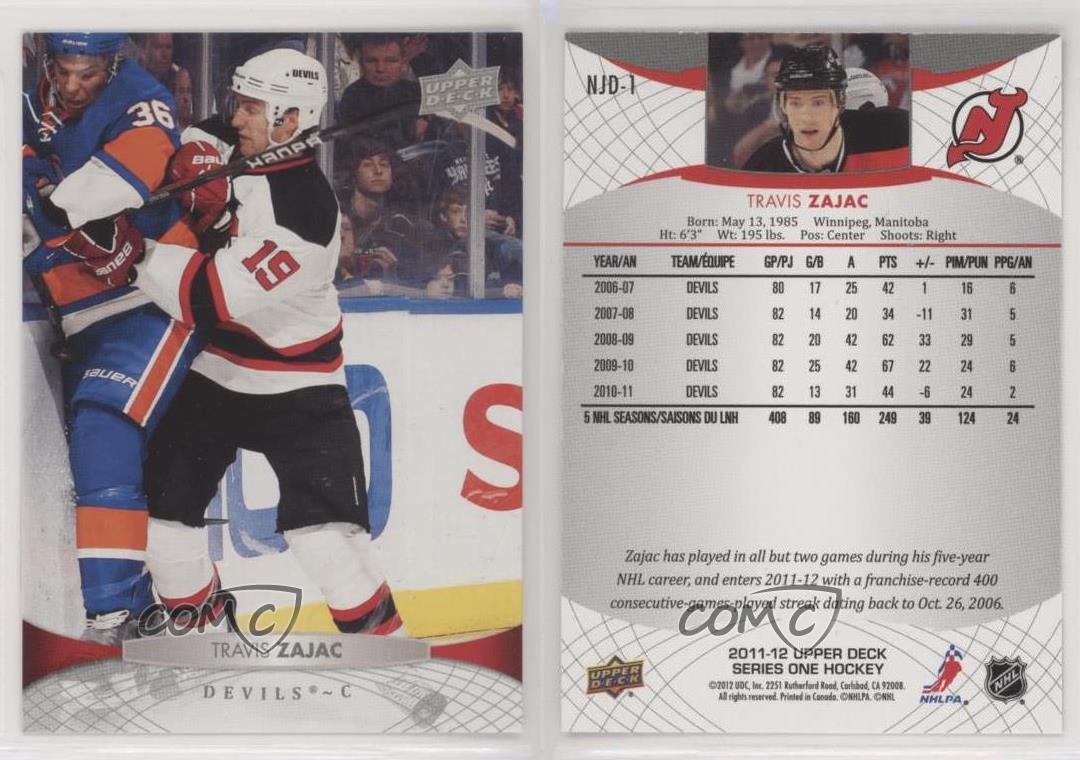 36
DEVILS
UPPER
DECK
HANPA
BAU
BAUER
19
BAUER
S
TRAVIS ZAJAC
DEVILS® ~ C
COMC
NJD-1
TRAVIS ZAJAC
Born: May 13, 1985 Winnipeg, Manitoba
Ht: 6'3" Wt: 195 lbs. Pos: Center Shoots: Right
YEAR/AN TEAM/ÉQUIPE GP/PJ G/B A PTS +/- PIM/PUN PPG/AN
2006-07 DEVILS 80 17 25 42 1 16 6
2007-08 DEVILS 82 14 20 34 -11 31 5
2008-09 DEVILS 82 20 42 62 33 29 5
2009-10 DEVILS 82 25 42 67 22 24 6
2010-11 DEVILS 82 13 31 44 -6 24 2
5 NHL SEASONS/SAISONS DU LNH 408 89 160 249 39 124 24
Zajac has played in all but two games during his five-year
NHL career, and enters 2011-12 with a franchise-record 400
consecutive-games-played streak dating back to Oct. 26, 2006.
COMC
2011-12 UPPER DECK
SERIES ONE HOCKEY
©2012 UDC, Inc. 2251 Rutherford Road, Carlsbad, CA 92008.
All rights reserved. Printed in Canada. ©NHLPA. ©NHL
UPPER
DECK
NHLPA
NHL